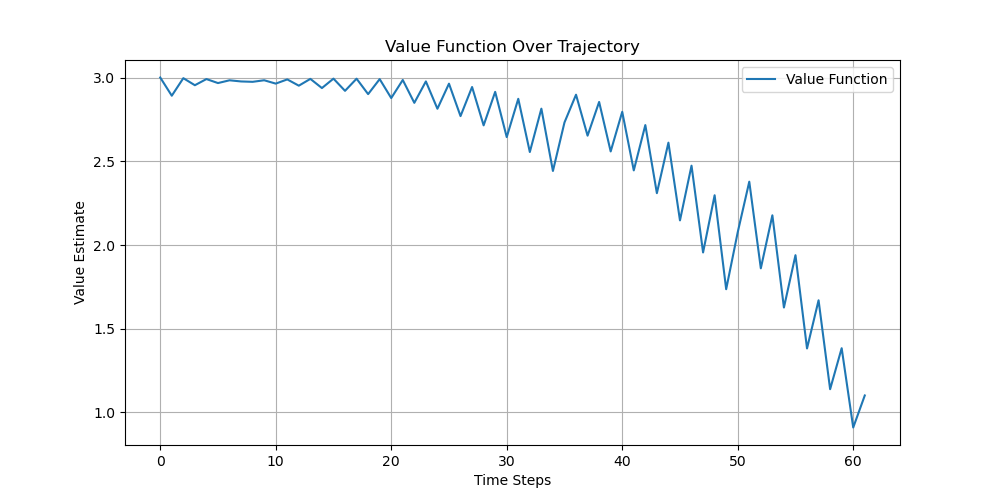 Value Function Over Trajectory
Value Function
3.0
2.5
2.0
1.5
1.0
Value Estimate
0 10 20 30 40 50 60
Time Steps